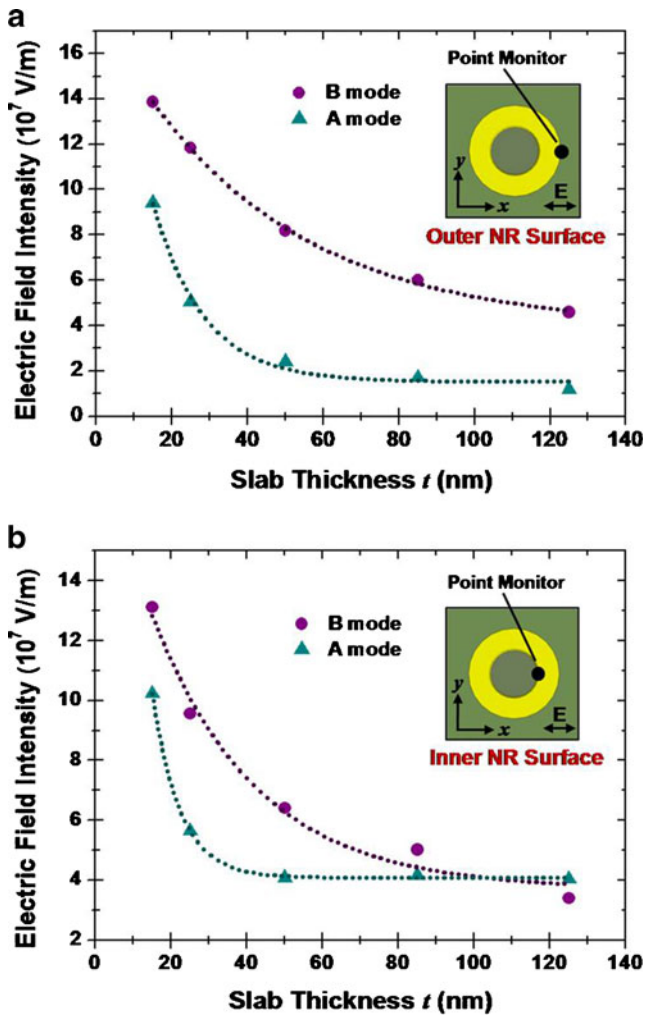 a
16
14
12
10
8
6
4
2
0
Electric Field Intensity (10⁷ V/m)
B mode
A mode
Point Monitor
y
x
E
Outer NR Surface
0 20 40 60 80 100 120 140
Slab Thickness t (nm)
b
14
12
10
8
6
4
2
Electric Field Intensity (10⁷ V/m)
B mode
A mode
Point Monitor
y
x
E
Inner NR Surface
0 20 40 60 80 100 120 140
Slab Thickness t (nm)